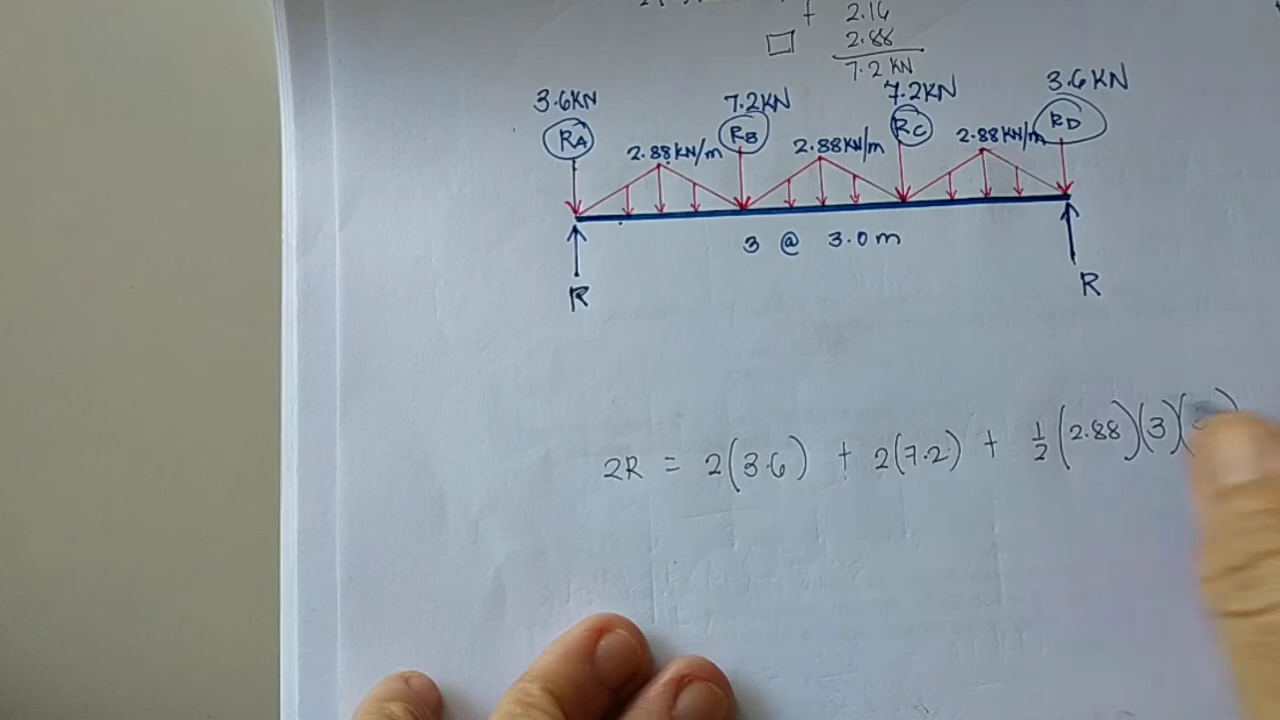 + 2.16
2.88
7.2 KN
3.6KN 7.2KN 7.2KN 3.6KN
RA RB RC RD
2.88KN/m 2.88KN/m 2.88KN/m
3 @ 3.0m
R R
2R = 2(3.6) + 2(7.2) + 1/2(2.88)(3)(